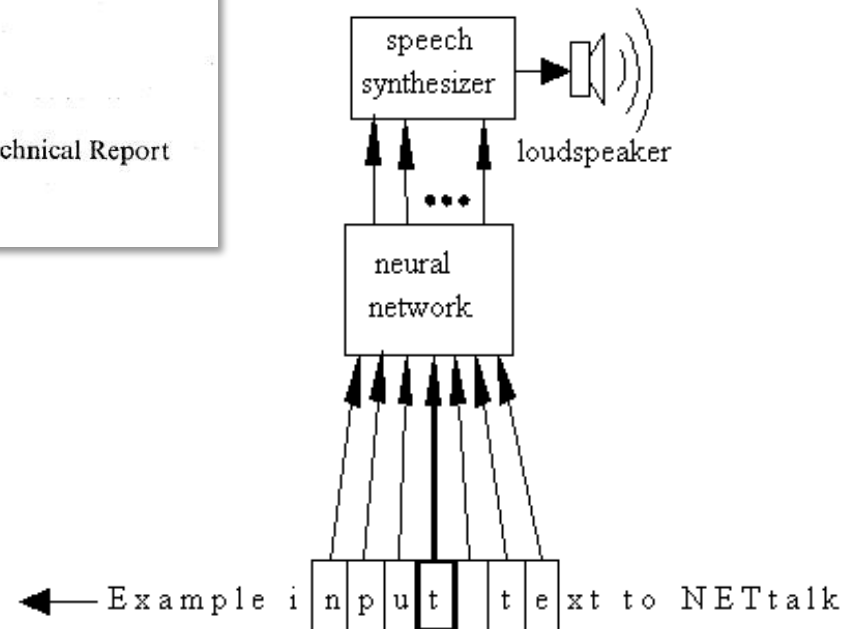 speech
synthesizer
chnical Report
loudspeaker
•••
neural
network
Example input text to NETtalk